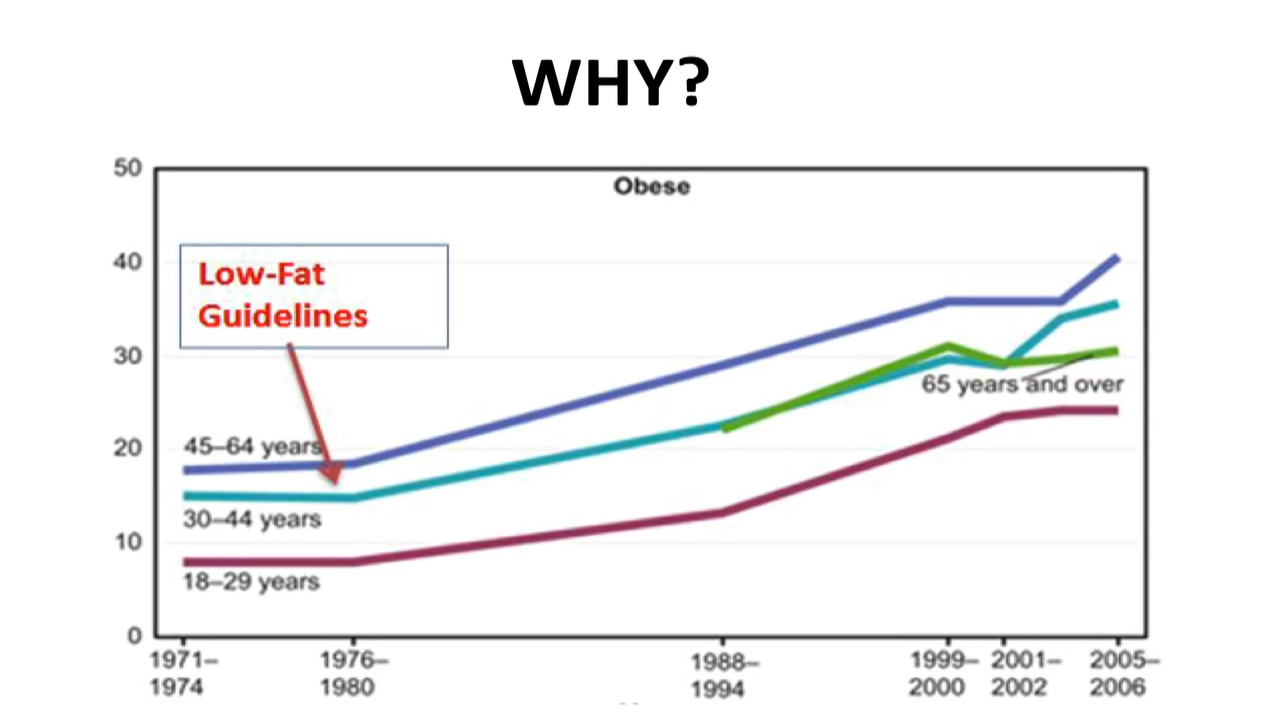 WHY?
50
Obese
40
Low-Fat
Guidelines
30
65 years and over
45–64 years
20
30–44 years
10
18–29 years
0
1971–
1974
1976–
1980
1988–
1994
1999–
2000
2001–
2002
2005–
2006